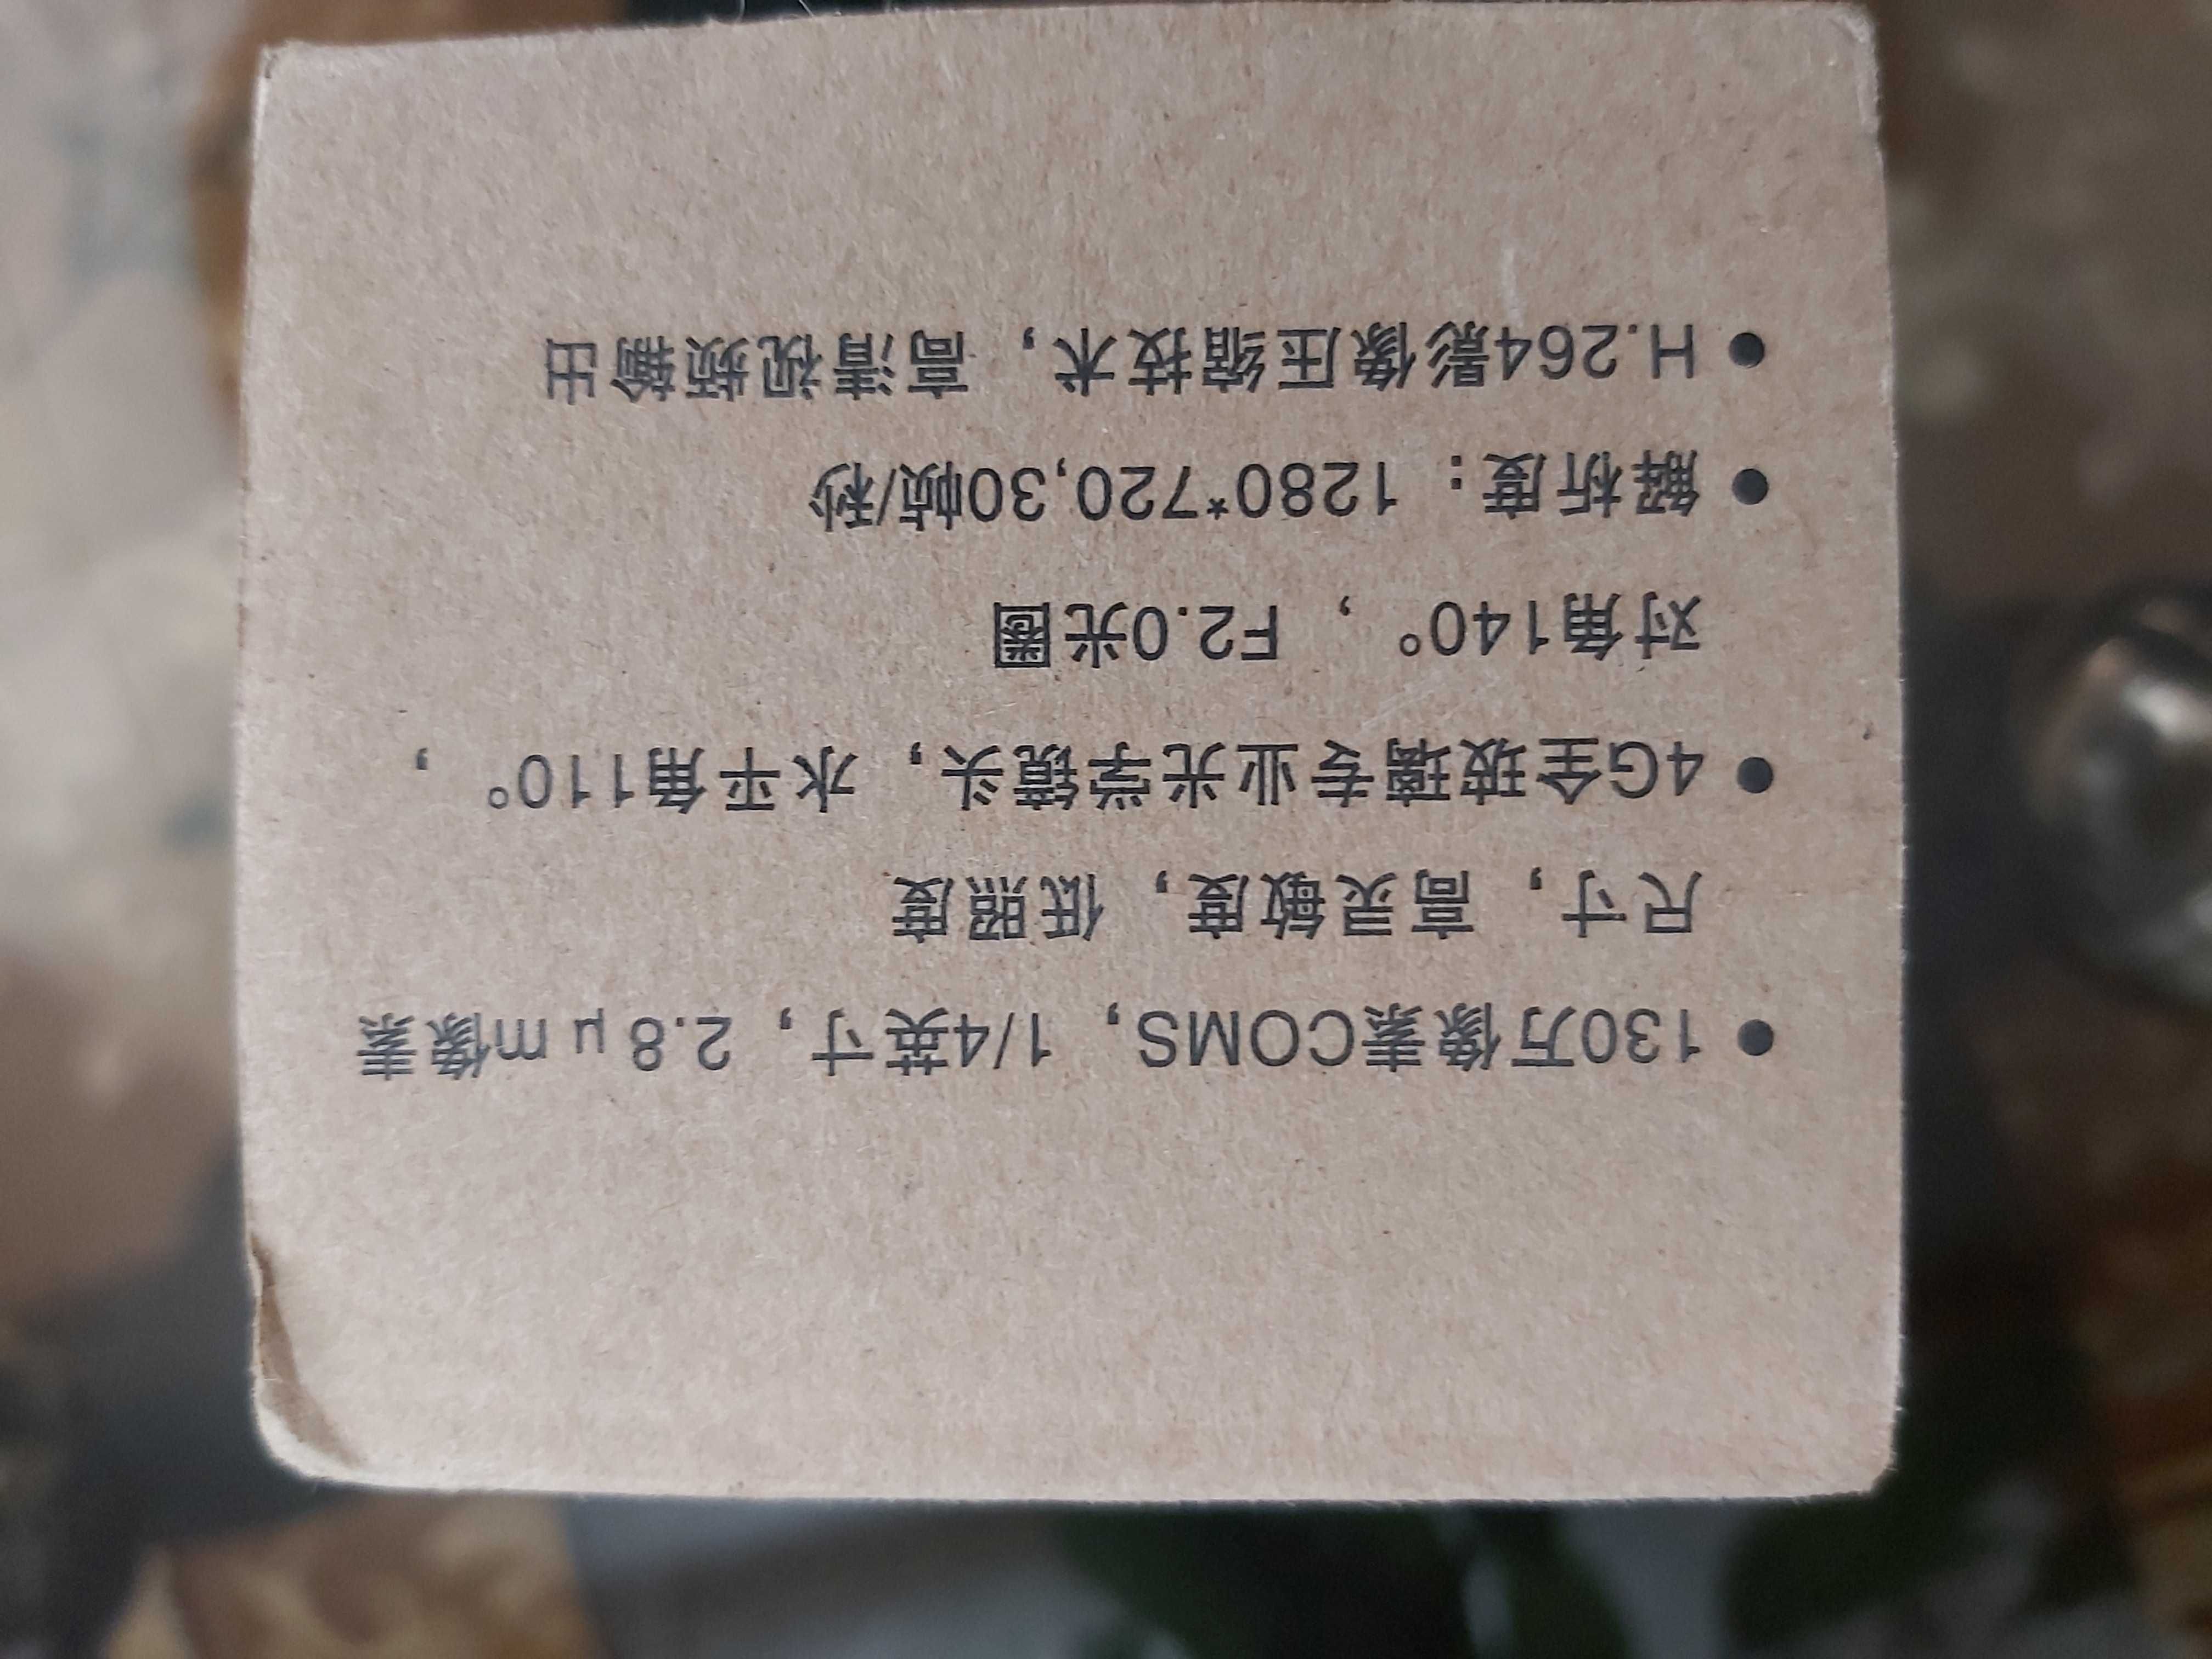 ●130万像素COMS，1/4英寸，2.8μm像素
尺寸，高灵敏度，低照度
●4G全玻璃专业光学镜头，水平角110°，
对角140°，F2.0光圈
●解析度：1280*720,30帧/秒
●H.264影像压缩技术，高清视频输出